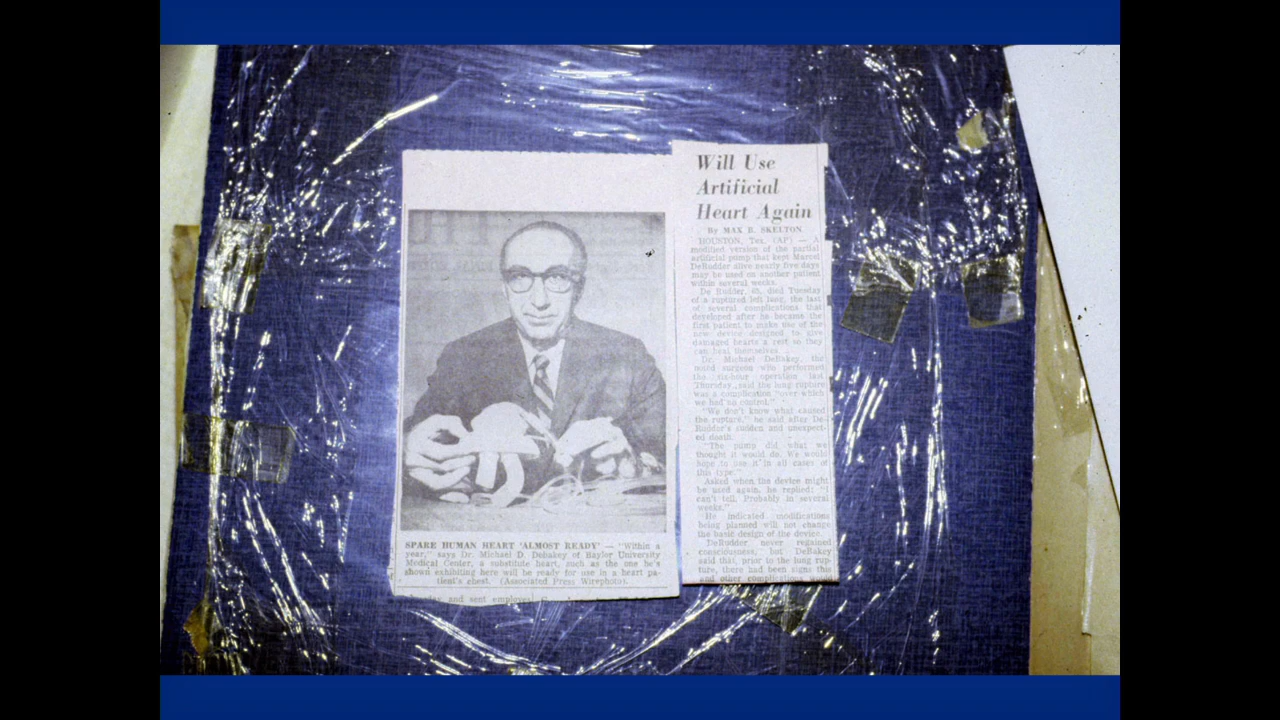 SPARE HUMAN HEART 'ALMOST READY' — "Within a
year," says Dr. Michael D. DeBakey of Baylor University
Medical Center, a substitute heart, such as the one he's
shown exhibiting here will be ready for use in a heart pa-
tient's chest. (Associated Press Wirephoto).
and sent
Will Use
Artificial
Heart Again
By MAX B. SKELTON
HOUSTON, Tex. (AP) — A
modified version of the partial
artificial pump that kept Marcel
DeRudder alive nearly five days
may be used on another patient
within several weeks.
De Rudder, 65, died Tuesday
of a ruptured left lung, the last
of several complications that
developed after he became the
first patient to make use of the
new device designed to give
damaged hearts a rest so they
can heal themselves.
Dr. Michael DeBakey, the
noted surgeon who performed
the six-hour operation last
Thursday, said the lung rupture
was a complication "over which
we had no control."
"We don't know what caused
the rupture," he said after De-
Rudder's sudden and unexpect-
ed death.
"The pump did what we
thought it would do. We would
hope to use it in all cases of
this type."
Asked when the device might
be used again, he replied: "I
can't tell. Probably in several
weeks."
He indicated modifications
being planned will not change
the basic design of the device.
DeRudder never regained
consciousness, but DeBakey
said that, prior to the lung rup-
ture, there had been signs this
and other complications would